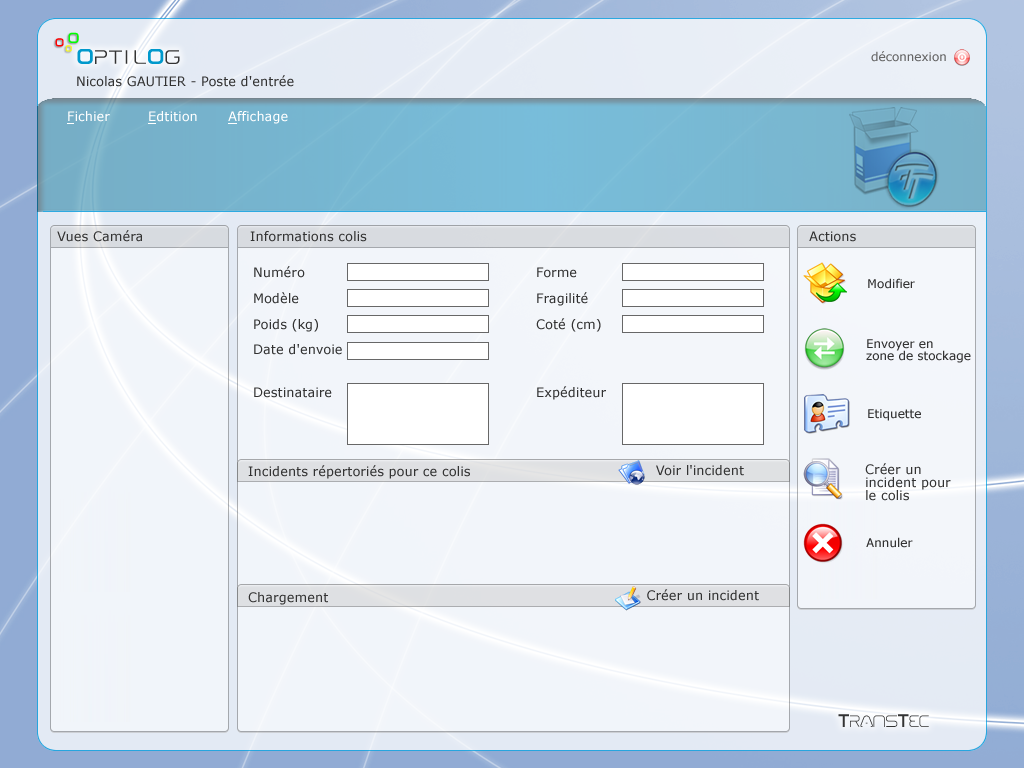 OPTILOG
Nicolas GAUTIER - Poste d'entrée
déconnexion
Fichier Edtition Affichage
Vues Caméra
Informations colis
Numéro
Forme
Modèle
Fragilité
Poids (kg)
Coté (cm)
Date d'envoie
Destinataire
Expéditeur
Incidents répertoriés pour ce colis
Voir l'incident
Chargement
Créer un incident
Actions
Modifier
Envoyer en
zone de stockage
Etiquette
Créer un
incident pour
le colis
Annuler
TRANSTEC